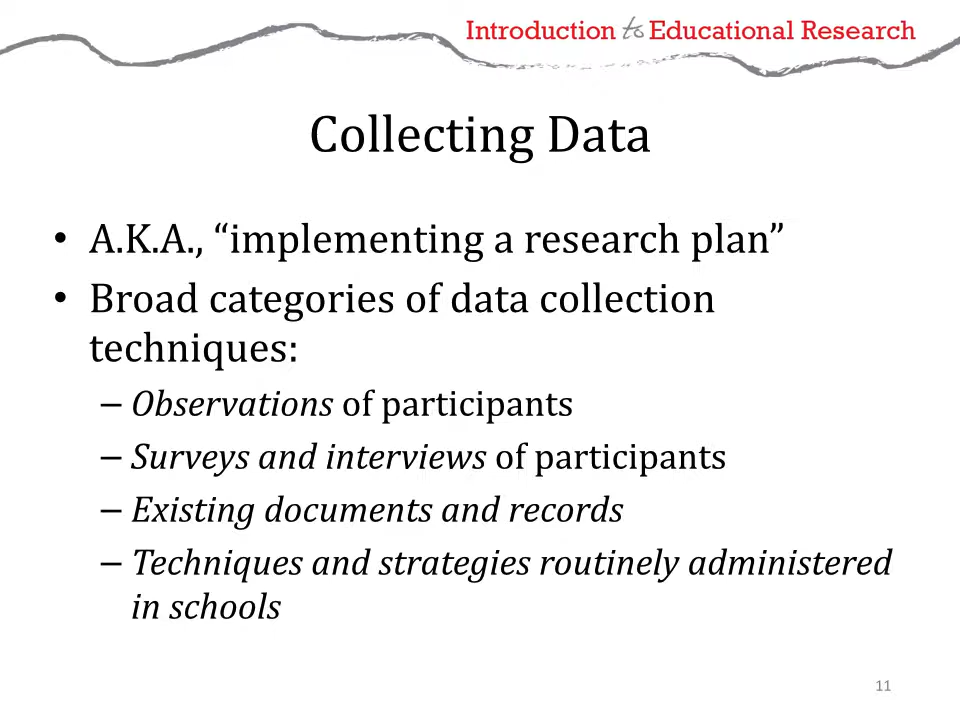 Introduction to Educational Research
Collecting Data
• A.K.A., “implementing a research plan”
• Broad categories of data collection
techniques:
– Observations of participants
– Surveys and interviews of participants
– Existing documents and records
– Techniques and strategies routinely administered
in schools
11